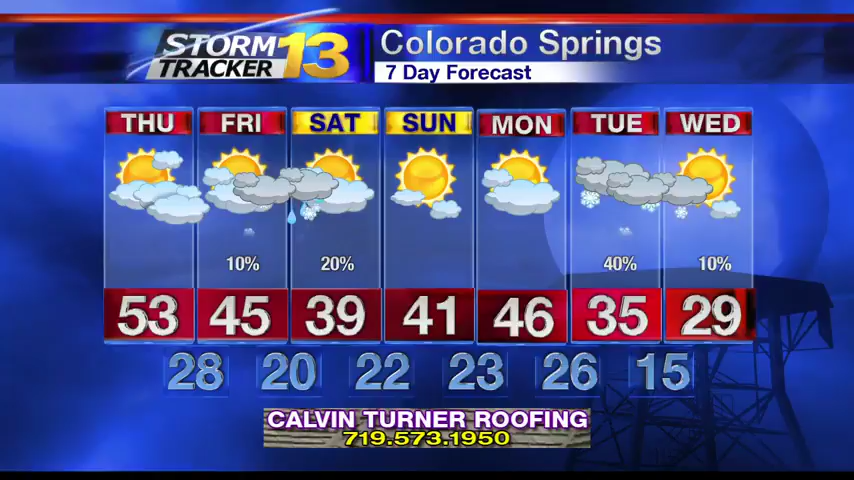 STORM
TRACKER 13
Colorado Springs
7 Day Forecast
THU FRI SAT SUN MON TUE WED
10% 20% 40% 10%
53 45 39 41 46 35 29
28 20 22 23 26 15
CALVIN TURNER ROOFING
719.573.1950